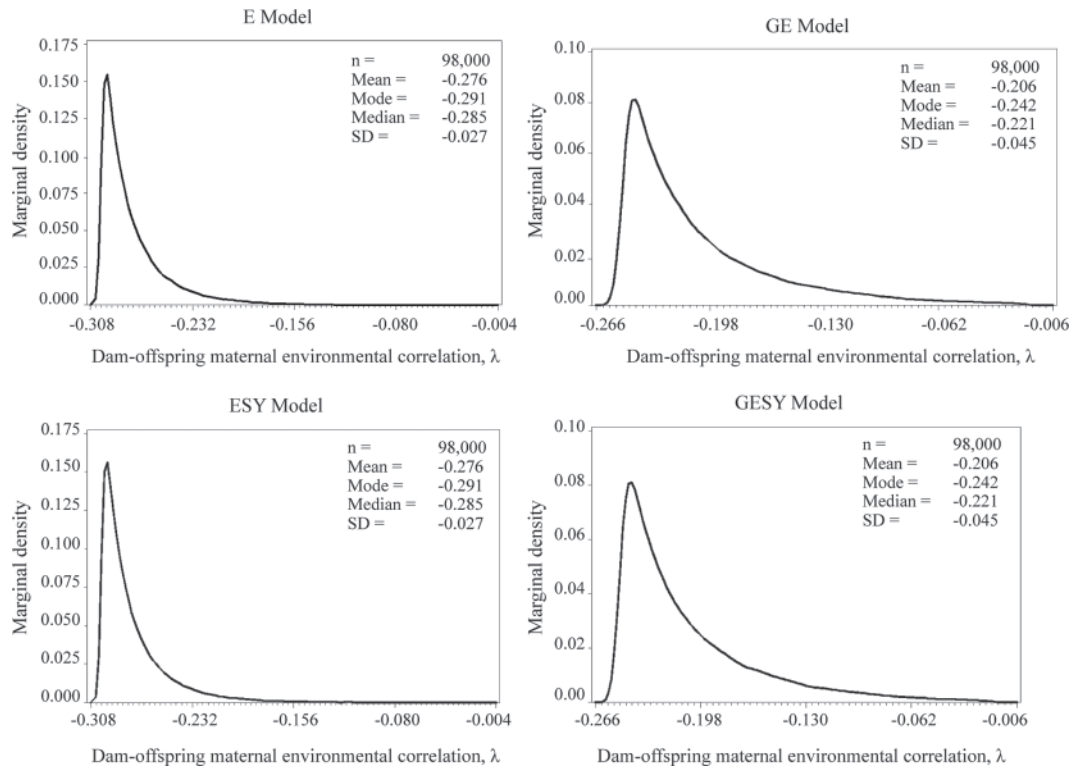 E Model
0.175
0.150
0.125
0.100
0.075
0.050
0.025
0.000
Marginal density
n = 98,000
Mean = -0.276
Mode = -0.291
Median = -0.285
SD = -0.027
-0.308 -0.232 -0.156 -0.080 -0.004
Dam-offspring maternal environmental correlation, λ
GE Model
0.10
0.08
0.06
0.04
0.02
0.00
Marginal density
n = 98,000
Mean = -0.206
Mode = -0.242
Median = -0.221
SD = -0.045
-0.266 -0.198 -0.130 -0.062 -0.006
Dam-offspring maternal environmental correlation, λ
ESY Model
0.175
0.150
0.125
0.100
0.075
0.050
0.025
0.000
Marginal density
n = 98,000
Mean = -0.276
Mode = -0.291
Median = -0.285
SD = -0.027
-0.308 -0.232 -0.156 -0.080 -0.004
Dam-offspring maternal environmental correlation, λ
GESY Model
0.10
0.08
0.06
0.04
0.02
0.00
Marginal density
n = 98,000
Mean = -0.206
Mode = -0.242
Median = -0.221
SD = -0.045
-0.266 -0.198 -0.130 -0.062 -0.006
Dam-offspring maternal environmental correlation, λ